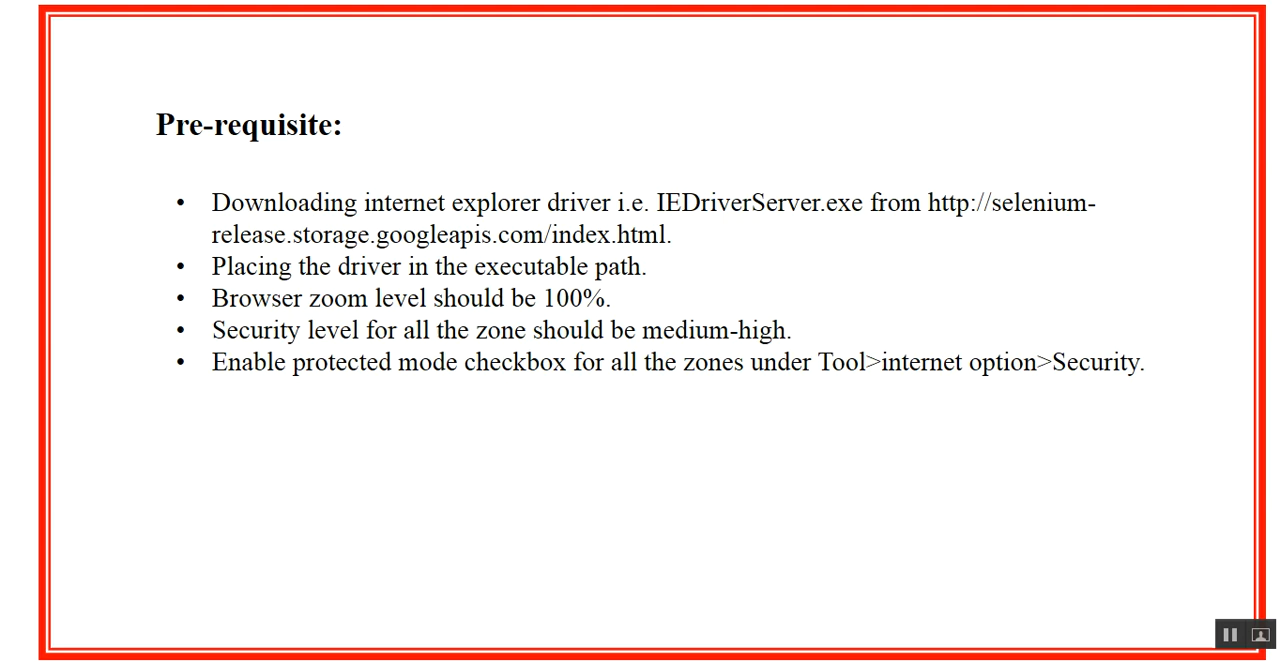 Pre-requisite:
• Downloading internet explorer driver i.e. IEDriverServer.exe from http://selenium-
release.storage.googleapis.com/index.html.
• Placing the driver in the executable path.
• Browser zoom level should be 100%.
• Security level for all the zone should be medium-high.
• Enable protected mode checkbox for all the zones under Tool>internet option>Security.